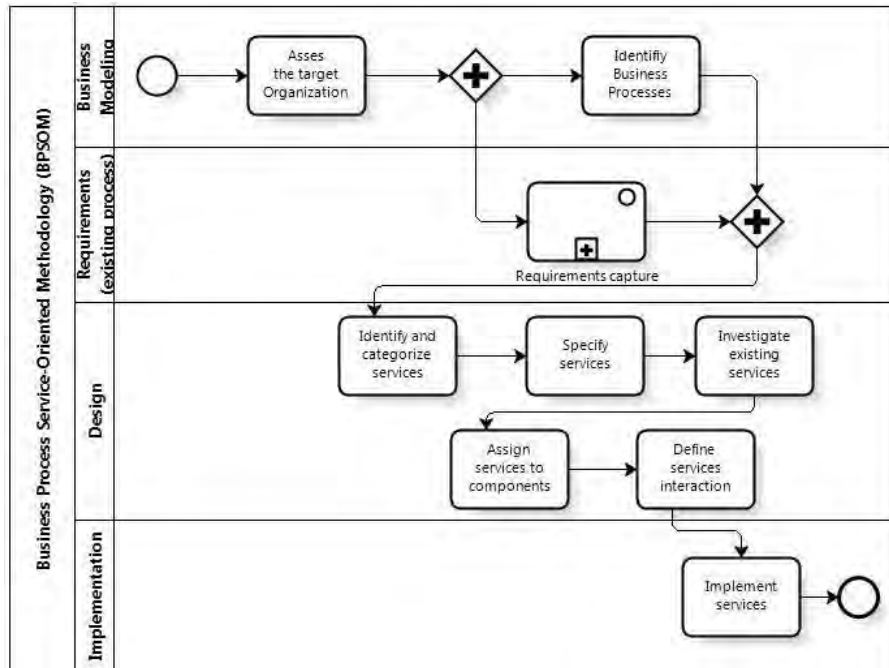 Business Process Service-Oriented Methodology (BPSOM)
Business
Modeling
Asses
the target
Organization
Identifiy
Business
Processes
Requirements
(existing process)
Requirements capture
Design
Identify and
categorize
services
Specify
services
Investigate
existing
services
Assign
services to
components
Define
services
interaction
Implementation
Implement
services